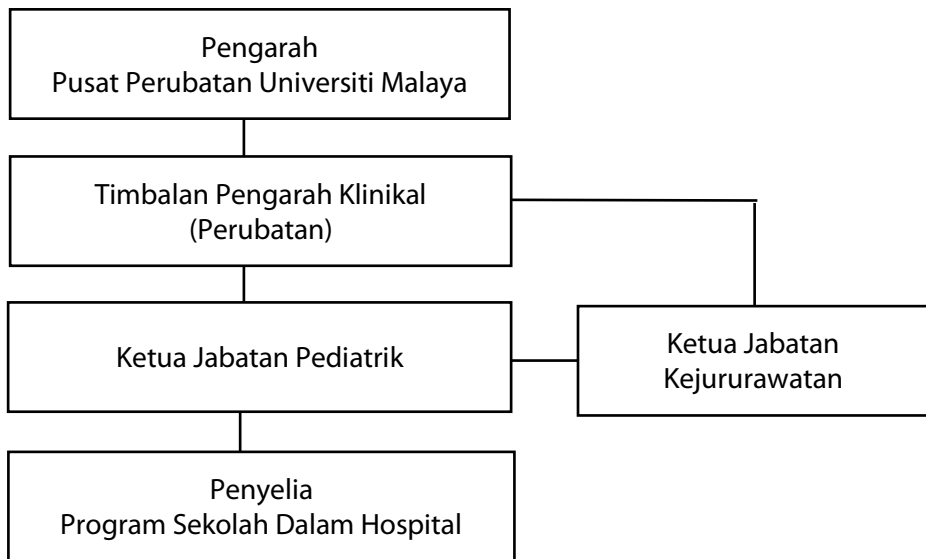 Pengarah
Pusat Perubatan Universiti Malaya
Timbalan Pengarah Klinikal
(Perubatan)
Ketua Jabatan Pediatrik
Ketua Jabatan
Kejururawatan
Penyelia
Program Sekolah Dalam Hospital